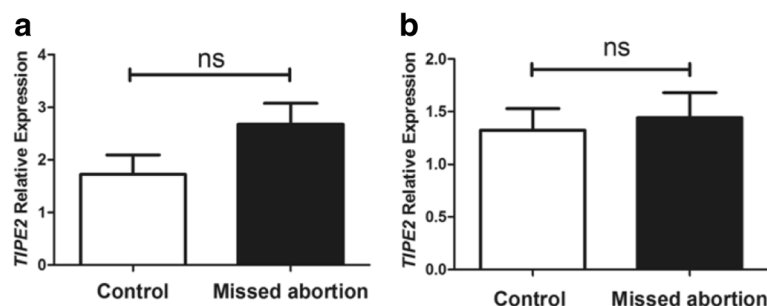 a
ns
TIPE2 Relative Expression
4
3
2
1
0
Control Missed abortion
b
ns
TIPE2 Relative Expression
2.0
1.5
1.0
0.5
0.0
Control Missed abortion